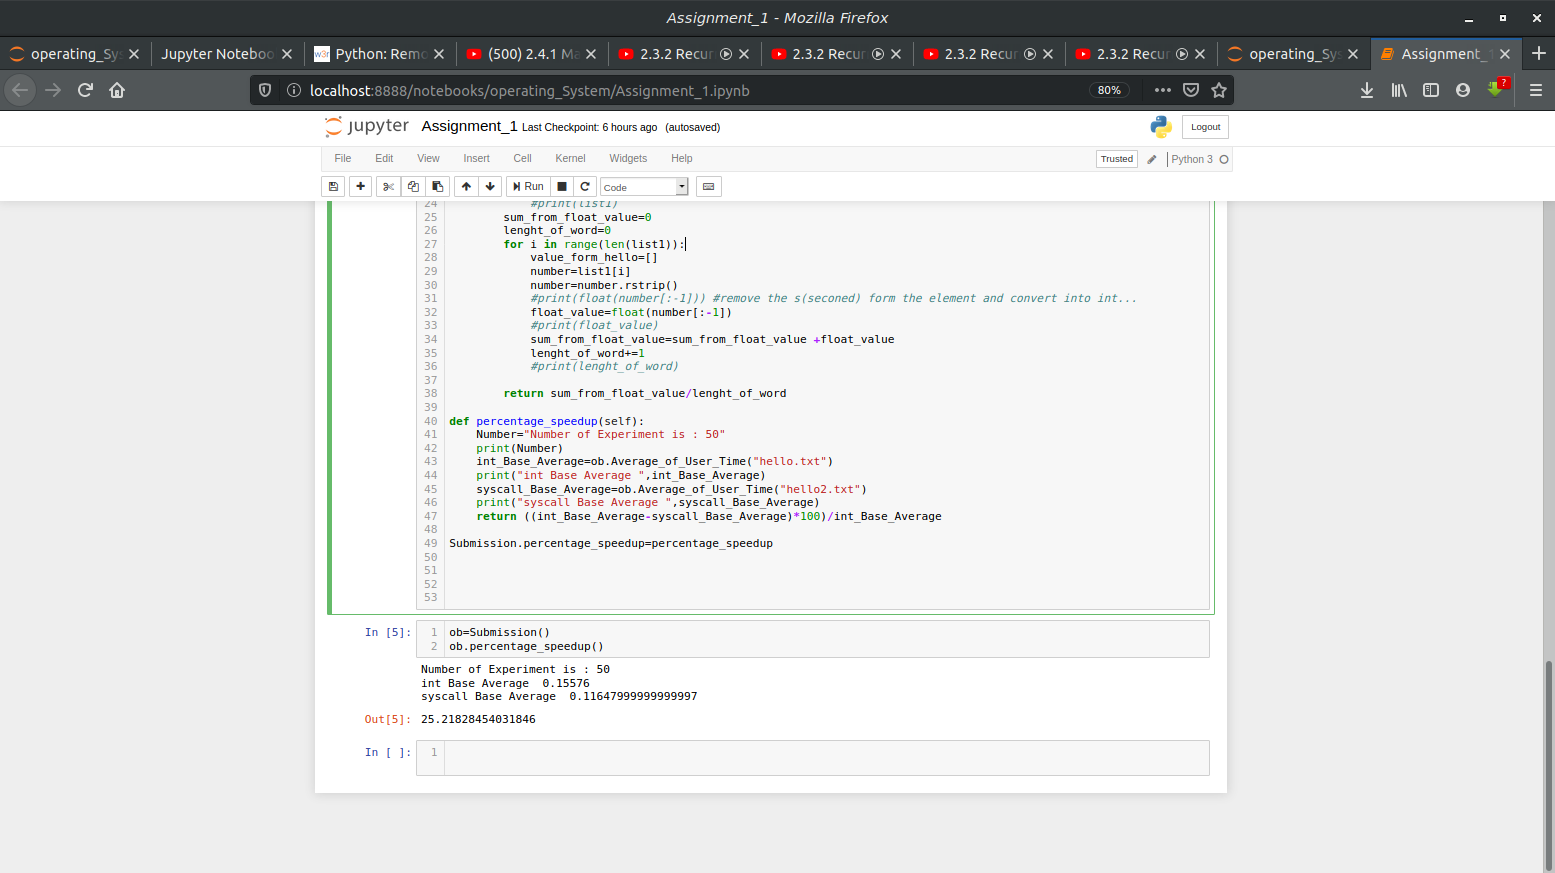 Assignment_1 - Mozilla Firefox
operating_Sys
Jupyter Noteboo
w3r Python: Remo
(500) 2.4.1 Ma
2.3.2 Recur
2.3.2 Recur
2.3.2 Recur
2.3.2 Recur
operating_Sys
Assignment_1
localhost:8888/notebooks/operating_System/Assignment_1.ipynb
80%
?
jupyter Assignment_1 Last Checkpoint: 6 hours ago (autosaved)
Logout
File Edit View Insert Cell Kernel Widgets Help
Trusted
Python 3
Run
Code
24 #print(list1)
25 sum_from_float_value=0
26 lenght_of_word=0
27 for i in range(len(list1)):
28 value_form_hello=[]
29 number=list1[i]
30 number=number.rstrip()
31 #print(float(number[:-1])) #remove the s(seconed) form the element and convert into int...
32 float_value=float(number[:-1])
33 #print(float_value)
34 sum_from_float_value=sum_from_float_value +float_value
35 lenght_of_word+=1
36 #print(lenght_of_word)
37
38 return sum_from_float_value/lenght_of_word
39
40 def percentage_speedup(self):
41 Number="Number of Experiment is : 50"
42 print(Number)
43 int_Base_Average=ob.Average_of_User_Time("hello.txt")
44 print("int Base Average ",int_Base_Average)
45 syscall_Base_Average=ob.Average_of_User_Time("hello2.txt")
46 print("syscall Base Average ",syscall_Base_Average)
47 return ((int_Base_Average-syscall_Base_Average)*100)/int_Base_Average
48
49 Submission.percentage_speedup=percentage_speedup
50
51
52
53
In [5]: 1 ob=Submission()
2 ob.percentage_speedup()
Number of Experiment is : 50
int Base Average  0.15576
syscall Base Average  0.11647999999999997
Out[5]: 25.21828454031846
In [ ]: 1